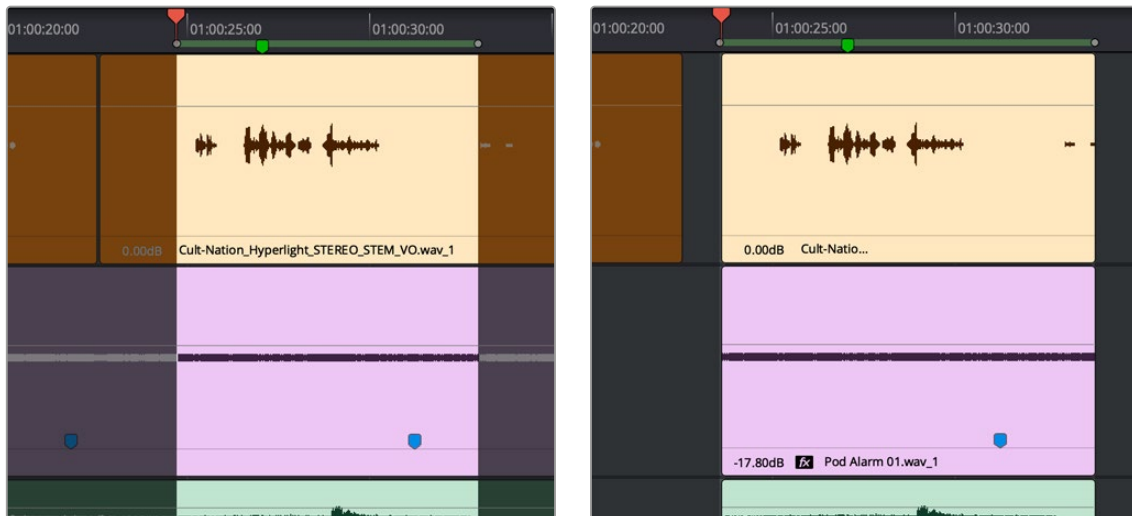 01:00:20:00 01:00:25:00 01:00:30:00
0.00dB Cult-Nation_Hyperlight_STEREO_STEM_VO.wav_1
01:00:20:00 01:00:25:00 01:00:30:00
0.00dB Cult-Natio...
-17.80dB fx Pod Alarm 01.wav_1